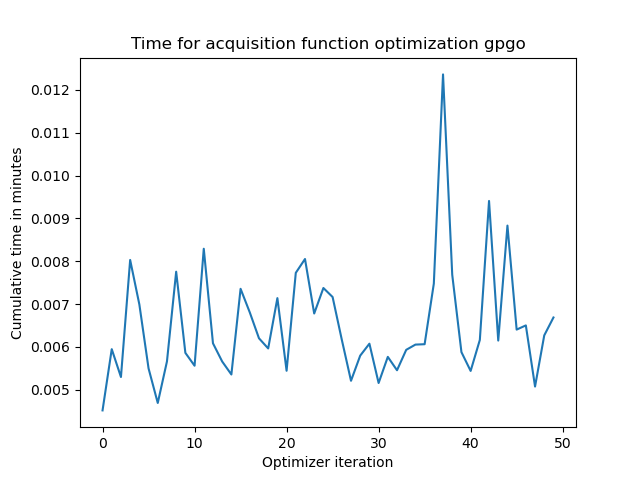 Time for acquisition function optimization gpgo
Cumulative time in minutes
0.012
0.011
0.010
0.009
0.008
0.007
0.006
0.005
0 10 20 30 40 50
Optimizer iteration